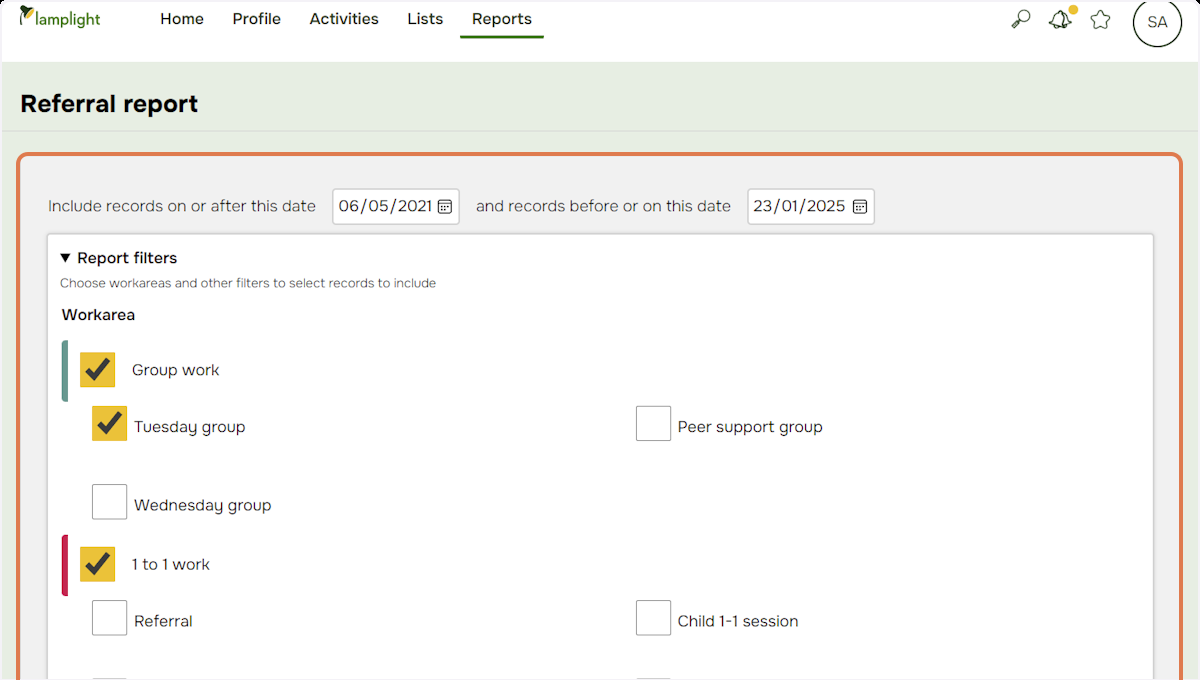 lamplight Home Profile Activities Lists Reports SA
Referral report
Include records on or after this date 06/05/2021 and records before or on this date 23/01/2025
▼ Report filters
Choose workareas and other filters to select records to include
Workarea
Group work
Tuesday group Peer support group
Wednesday group
1 to 1 work
Referral Child 1-1 session